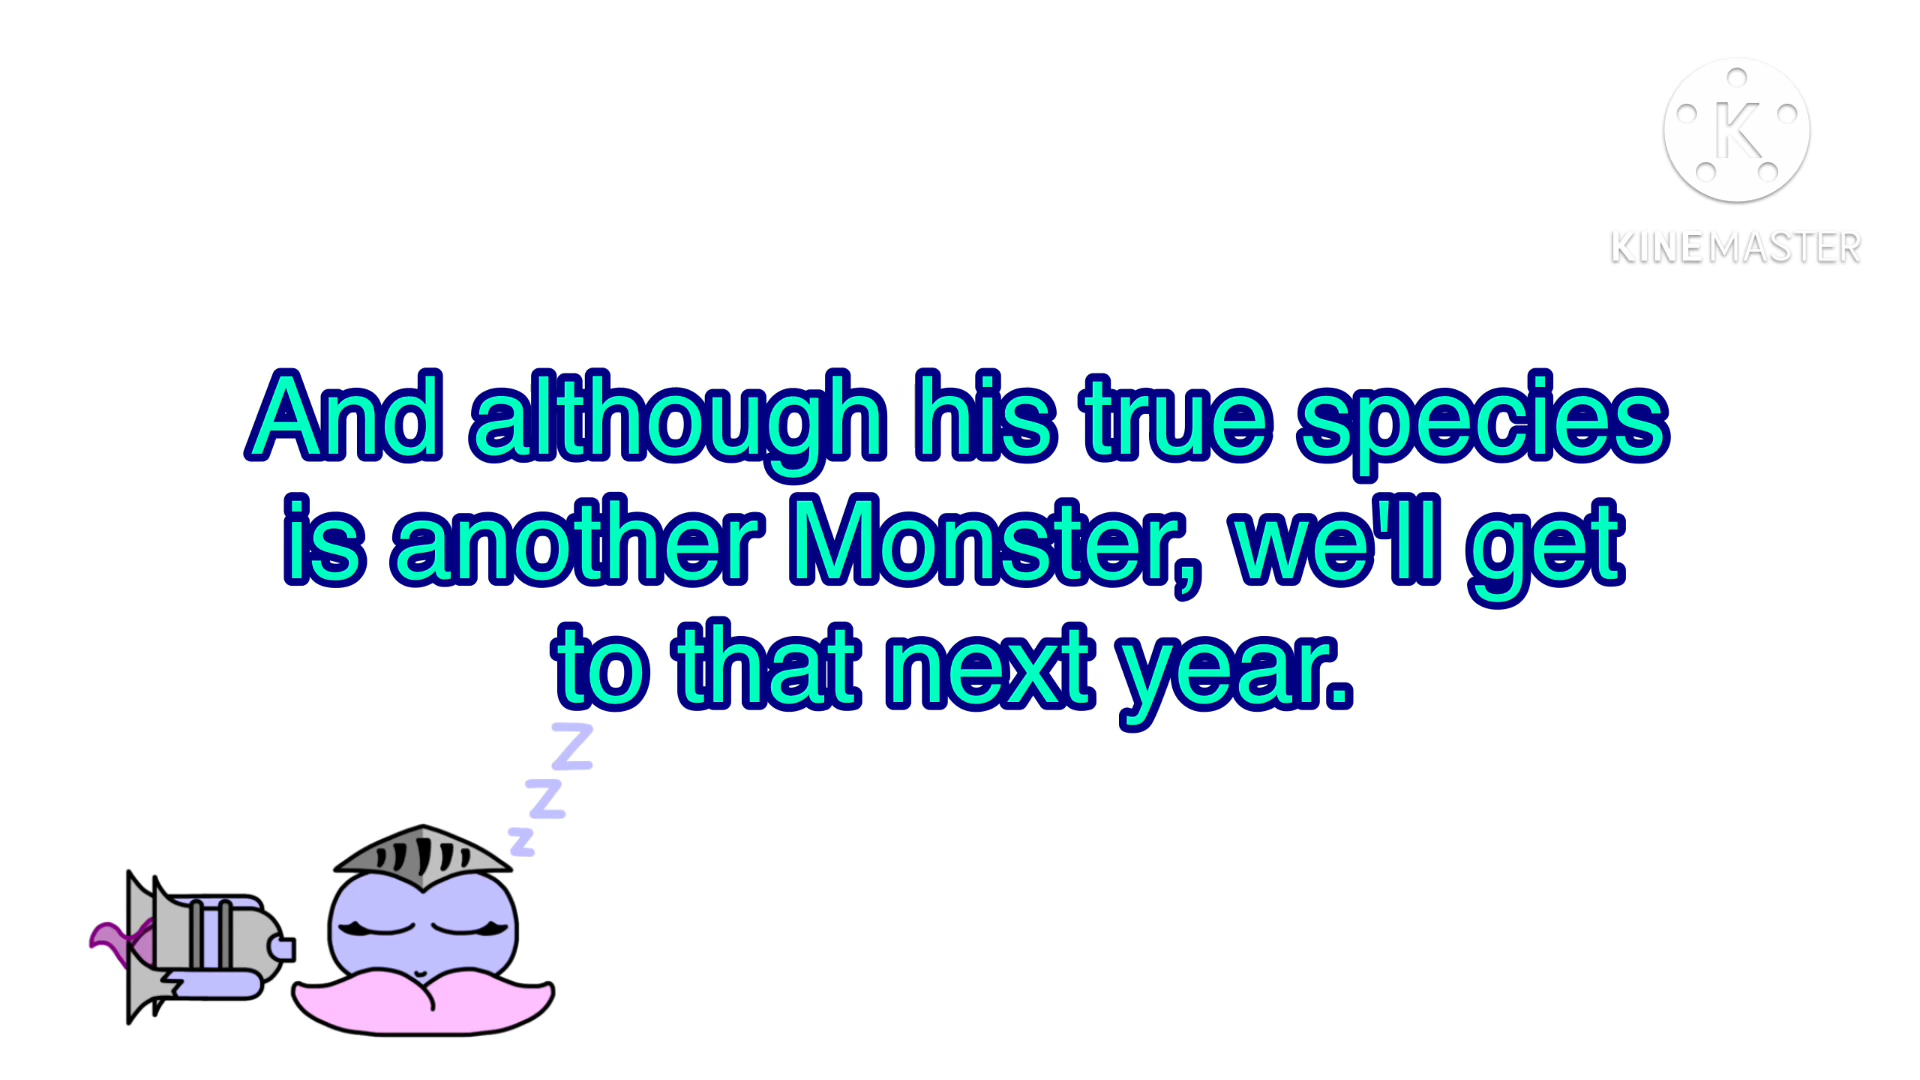 K
KINEMASTER
And although his true species
is another Monster, we'll get
to that next year.
Z
Z
Z